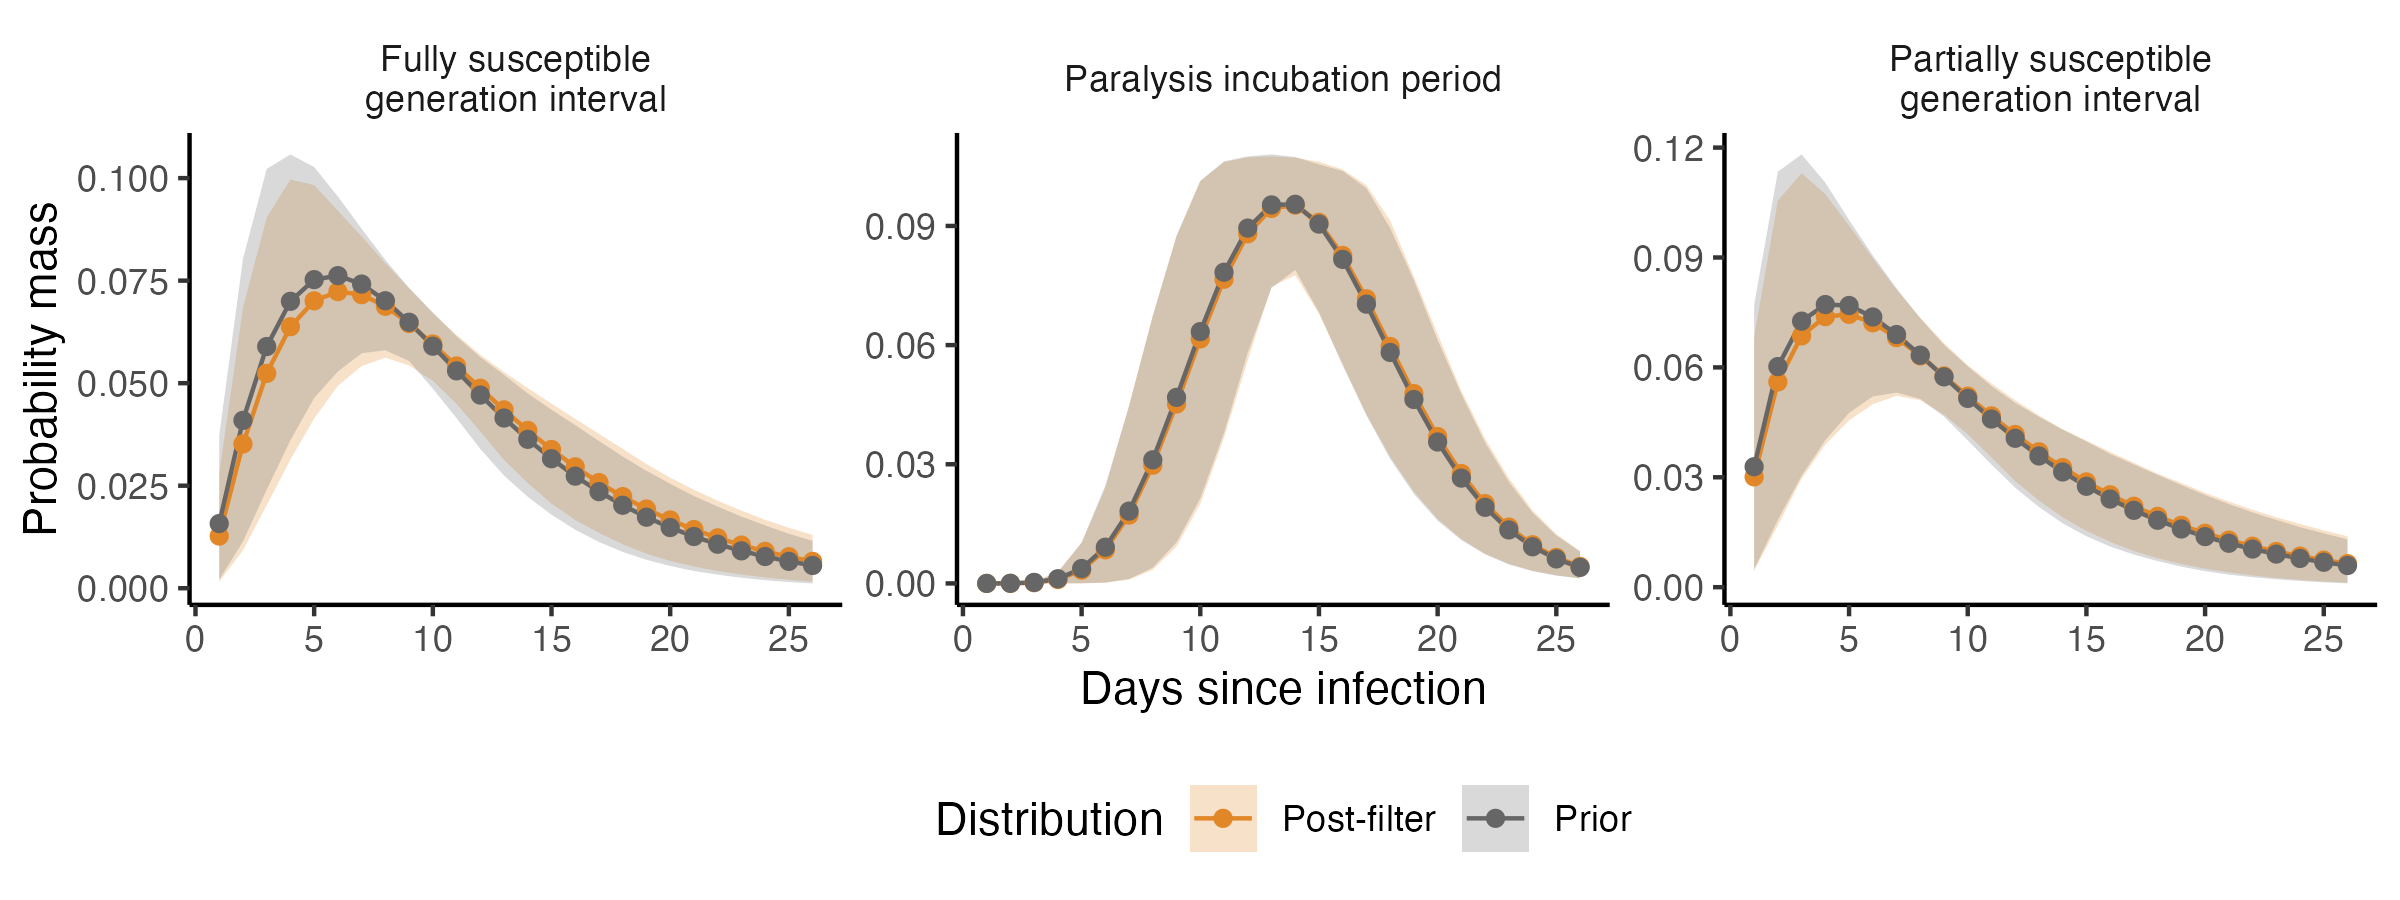 Fully susceptible
generation interval
Paralysis incubation period
Partially susceptible
generation interval
Probability mass
0.100
0.075
0.050
0.025
0.000
0 5 10 15 20 25
0.09
0.06
0.03
0.00
0 5 10 15 20 25
0.12
0.09
0.06
0.03
0.00
0 5 10 15 20 25
Days since infection
Distribution Post-filter Prior